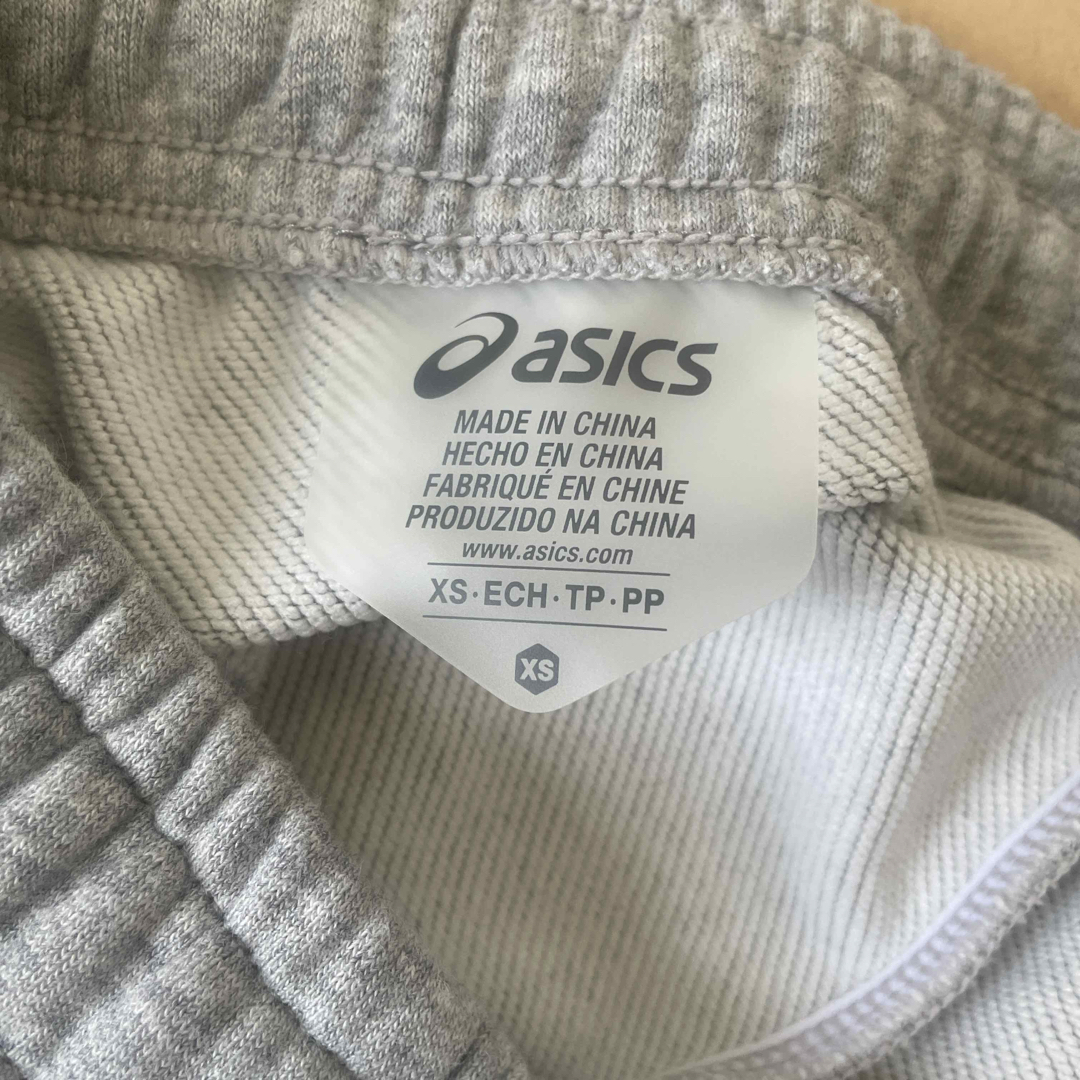 asics
MADE IN CHINA
HECHO EN CHINA
FABRIQUÉ EN CHINE
PRODUZIDO NA CHINA
www.asics.com
XS·ECH·TP·PP
XS